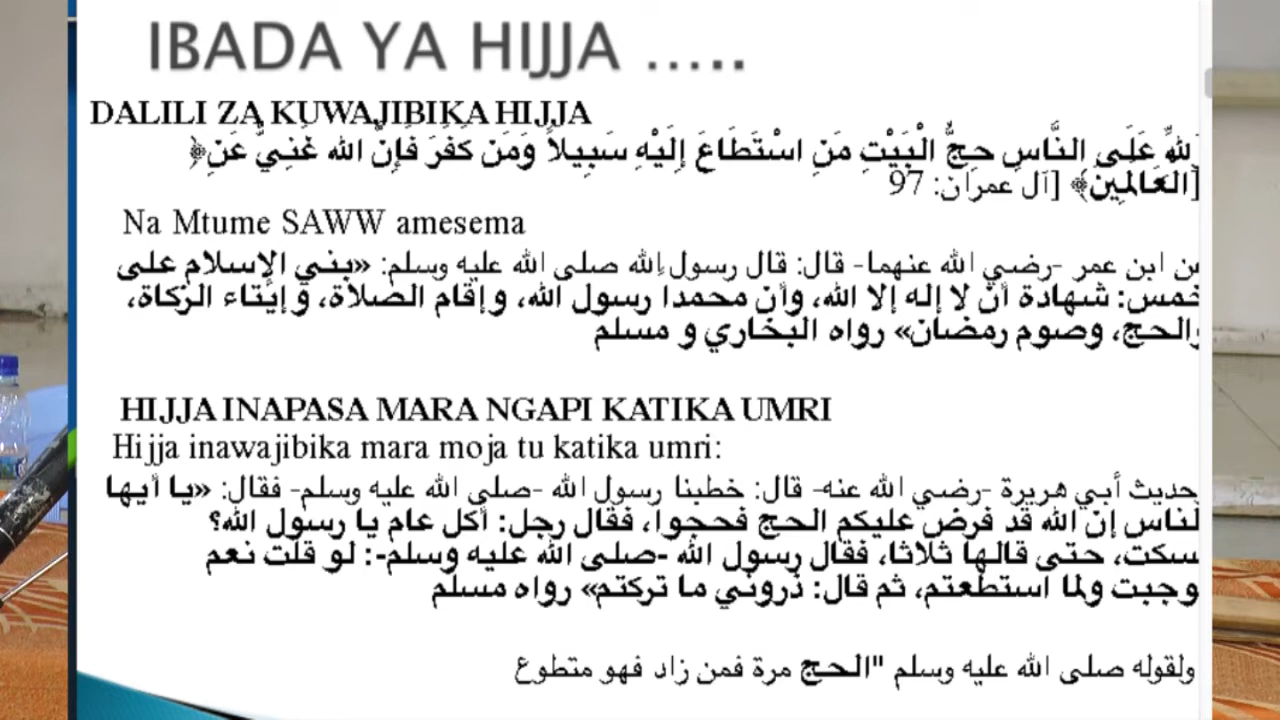 IBADA YA HIJJA .....
DALILI ZA KUWAJIBIKA HIJJA
لِلَّهِ عَلَى النَّاسِ حِجُّ الْبَيْتِ مَنِ اسْتَطَاعَ إِلَيْهِ سَبِيلاً وَمَن كَفَرَ فَإِنَّ الله غَنِيٌّ عَنِ﴿
[العَالَمِينَ﴾ [آل عمران: 97
Na Mtume SAWW amesema
عن ابن عمر -رضي الله عنهما- قال: قال رسول الله صلى الله عليه وسلم: «بني الإسلام على
خمس: شهادة أن لا إله إلا الله، وأن محمدا رسول الله، وإقام الصلاة، وإيتاء الزكاة،
والحج، وصوم رمضان» رواه البخاري و مسلم
HIJJA INAPASA MARA NGAPI KATIKA UMRI
Hijja inawajibika mara moja tu katika umri:
حديث أبي هريرة -رضي الله عنه- قال: خطبنا رسول الله -صلى الله عليه وسلم- فقال: «يا أيها
لناس إن الله قد فرض عليكم الحج فحجوا، فقال رجل: أكل عام يا رسول الله؟
سكت، حتى قالها ثلاثا، فقال رسول الله -صلى الله عليه وسلم-: لو قلت نعم
وجبت ولما استطعتم، ثم قال: ذروني ما تركتم» رواه مسلم
ولقوله صلى الله عليه وسلم "الحج مرة فمن زاد فهو متطوع